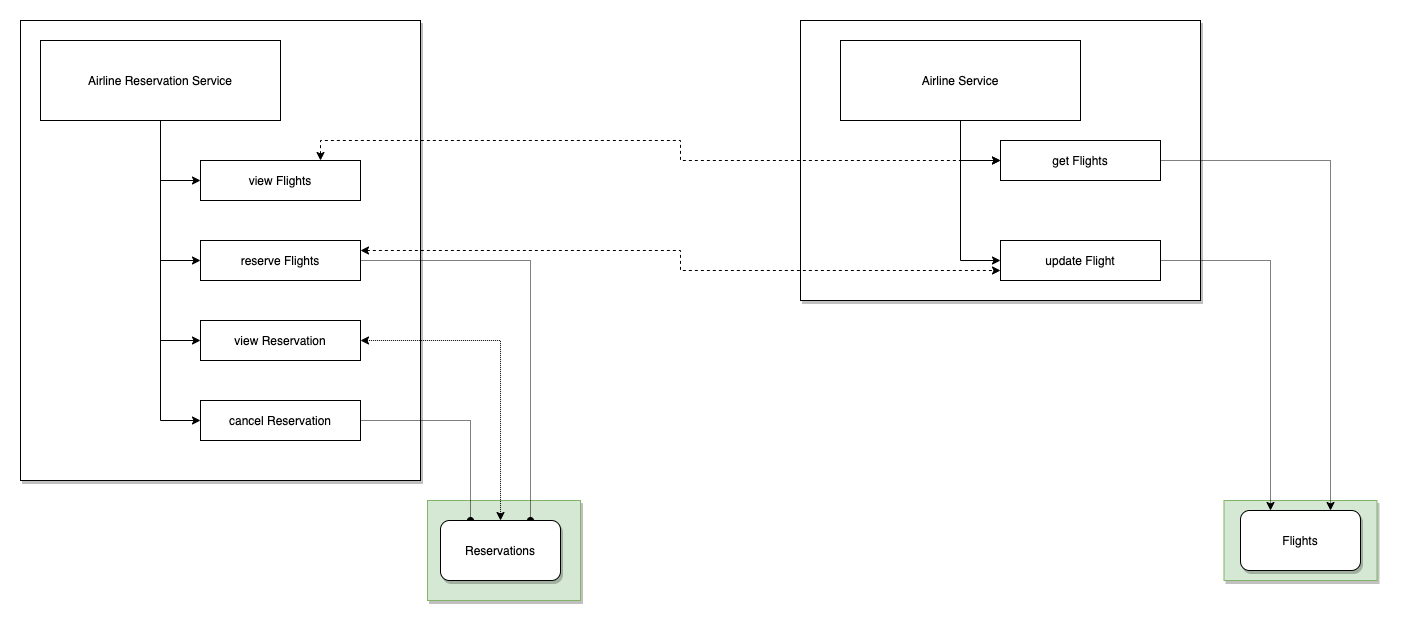 Airline Reservation Service
view Flights
reserve Flights
view Reservation
cancel Reservation
Reservations
Airline Service
get Flights
update Flight
Flights